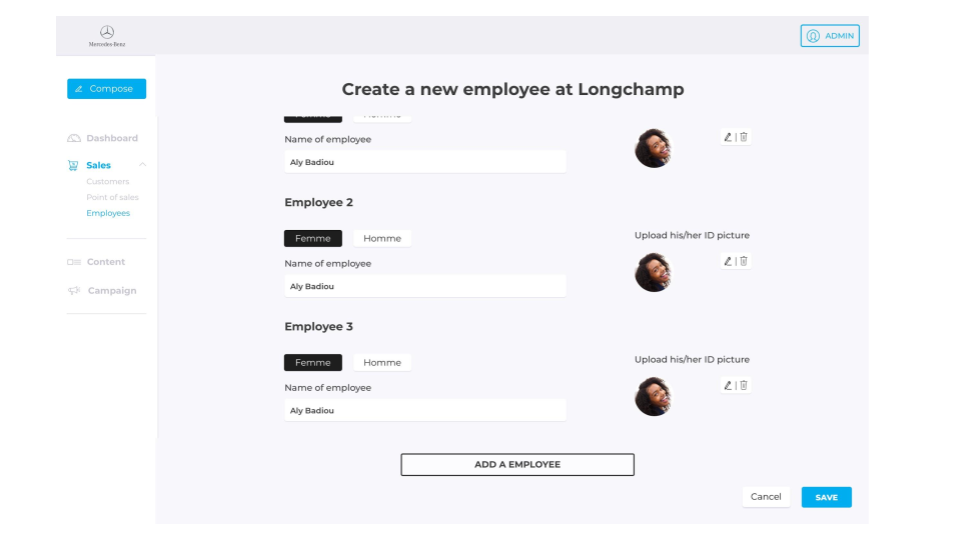 Mercedes-Benz
ADMIN
Compose
Create a new employee at Longchamp
Femme Homme
Dashboard
Name of employee
Sales
Aly Badiou
Customers
Point of sales
Employees
Employee 2
Femme Homme
Upload his/her ID picture
Content
Name of employee
Aly Badiou
Campaign
Employee 3
Femme Homme
Upload his/her ID picture
Name of employee
Aly Badiou
ADD A EMPLOYEE
Cancel
SAVE